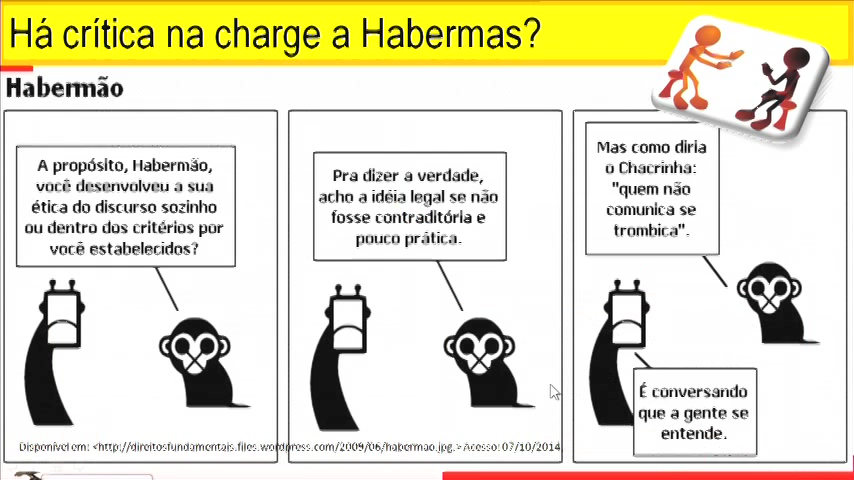 Há crítica na charge a Habermas?
Habermão
A propósito, Habermão,
você desenvolveu a sua
ética do discurso sozinho
ou dentro dos critérios por
você estabelecidos?
Pra dizer a verdade,
acho a idéia legal se não
fosse contraditória e
pouco prática.
Mas como diria
o Chacrinha:
"quem não
comunica se
trombica".
É conversando
que a gente se
entende.
Disponível em: <http://direitosfundamentais.files.wordpress.com/2009/06/habermao.jpg.> Acesso: 07/10/2014